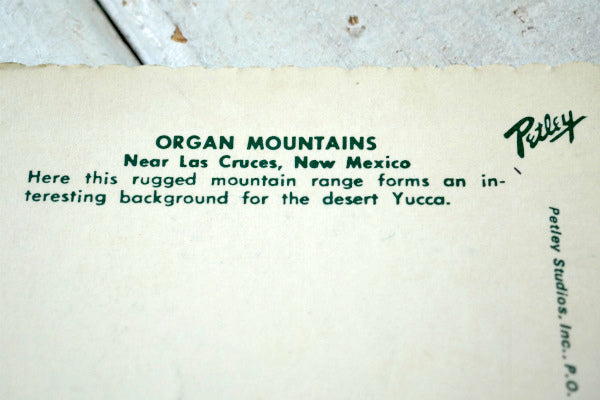 Petley
ORGAN MOUNTAINS
Near Las Cruces, New Mexico
Here this rugged mountain range forms an in-
teresting background for the desert Yucca.
Petley Studios, Inc., P.O.